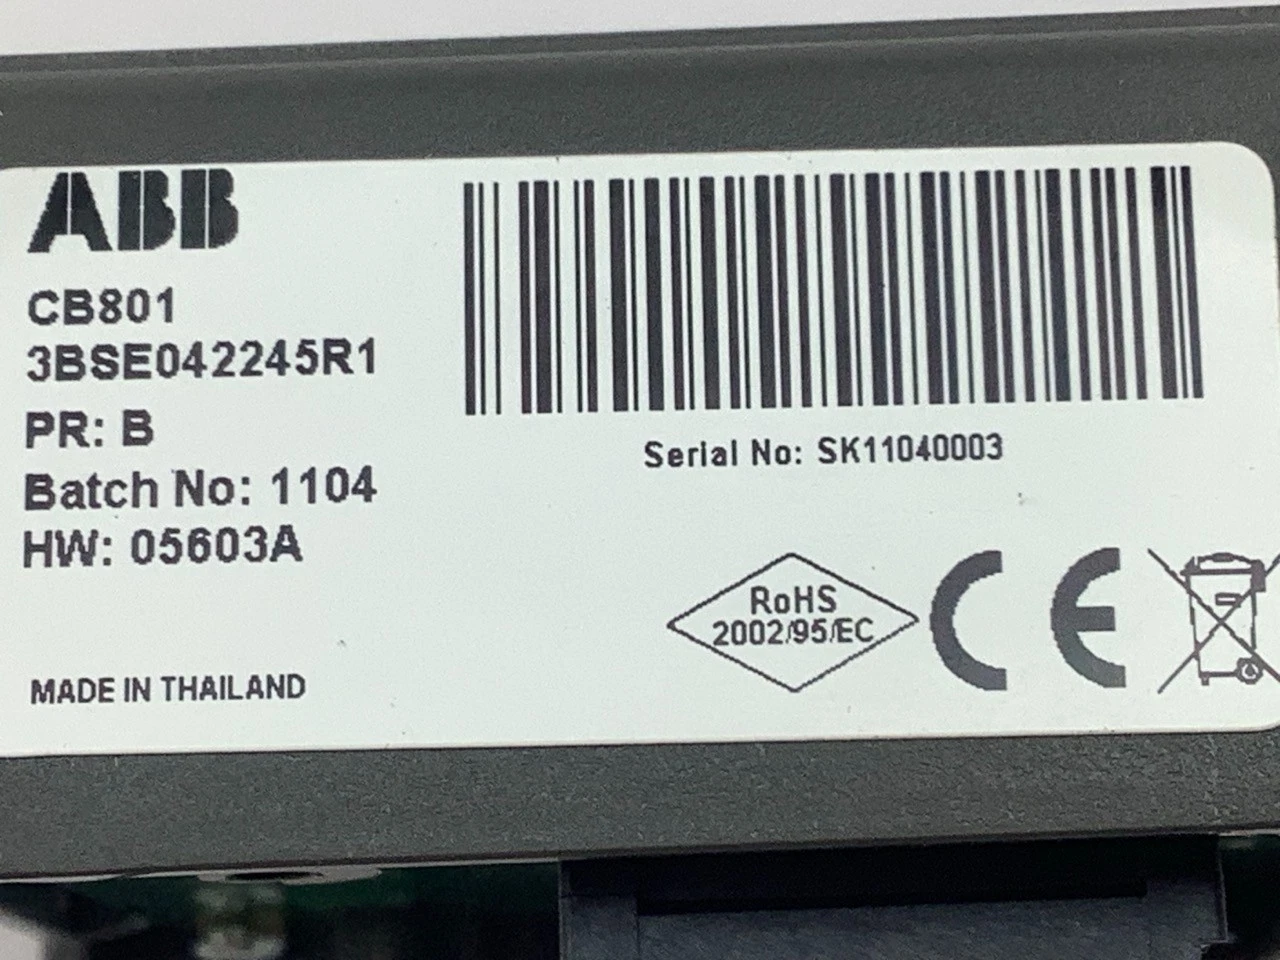 ABB
CB801
3BSE042245R1
PR: B
Batch No: 1104
HW: 05603A
MADE IN THAILAND
Serial No: SK11040003
RoHS
2002/95/EC
CE